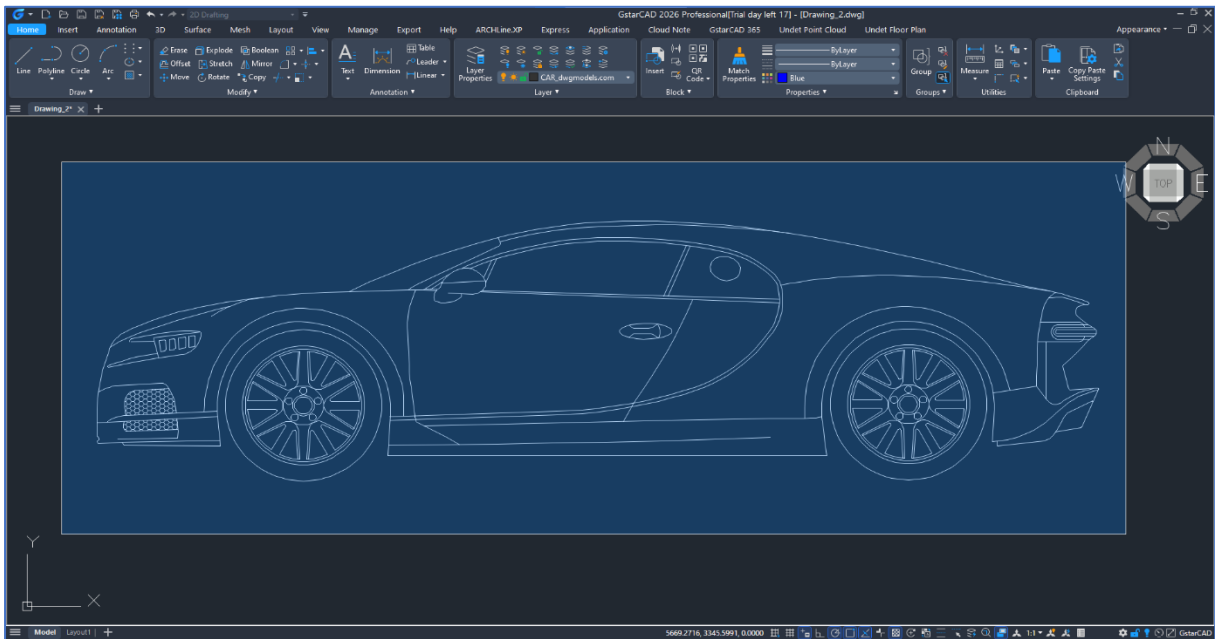 2D Drafting
GstarCAD 2026 Professional[Trial day left 17] - [Drawing_2.dwg]
Home Insert Annotation 3D Surface Mesh Layout View Manage Export Help ARCHLine.XP Express Application Cloud Note GstarCAD 365 Undet Point Cloud Undet Floor Plan Appearance
Line Polyline Circle Arc
Erase Explode Boolean
Offset Stretch Mirror
Move Rotate Copy
Text Dimension
Table
Leader
Linear
Layer Properties
CAR_dwgmodels.com
Insert
QR Code
Match Properties
ByLayer
ByLayer
Blue
Group
Measure
Paste
Copy Paste Settings
Draw Modify Annotation Layer Block Properties Groups Utilities Clipboard
Drawing_2*
N
W TOP E
S
Y
X
Model Layout1
5669.2716, 3345.5991, 0.0000
1:1
GstarCAD